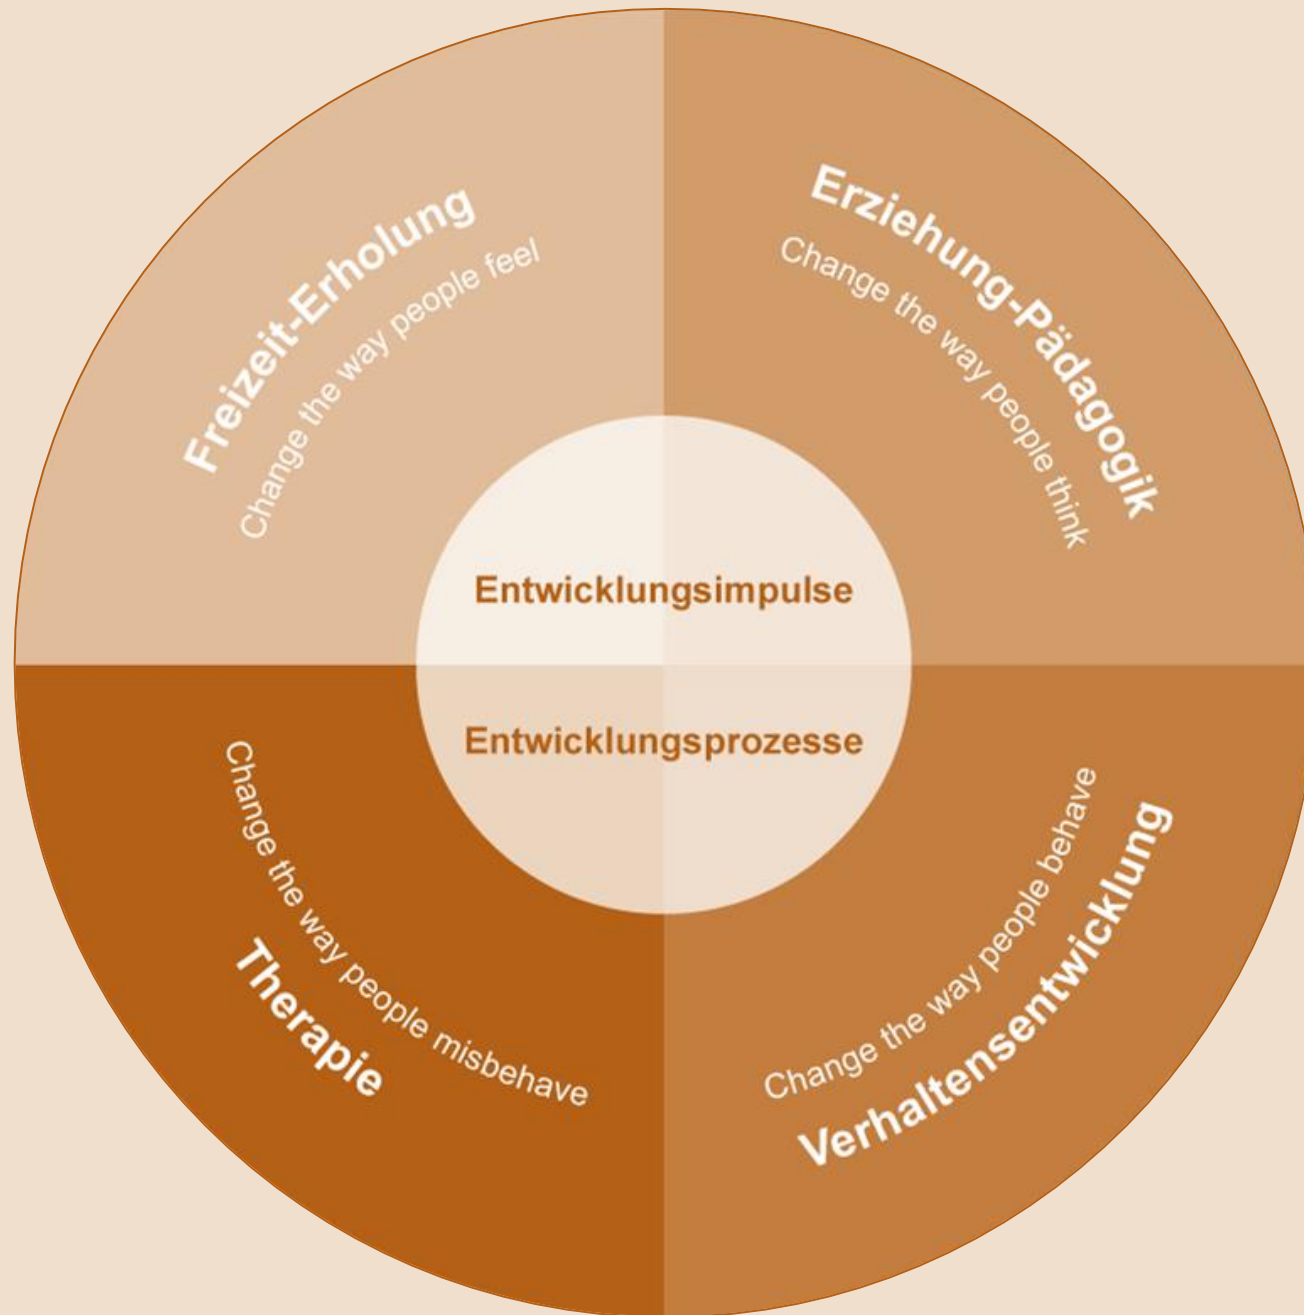 Freizeit-Erholung
Change the way people feel
Erziehung-Pädagogik
Change the way people think
Entwicklungsimpulse
Entwicklungsprozesse
Change the way people misbehave
Therapie
Change the way people behave
Verhaltensentwicklung